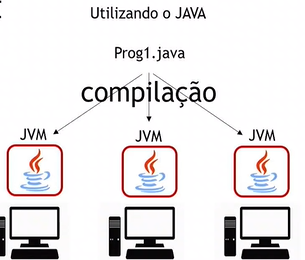 Utilizando o JAVA
Prog1.java
compilação
JVM JVM JVM